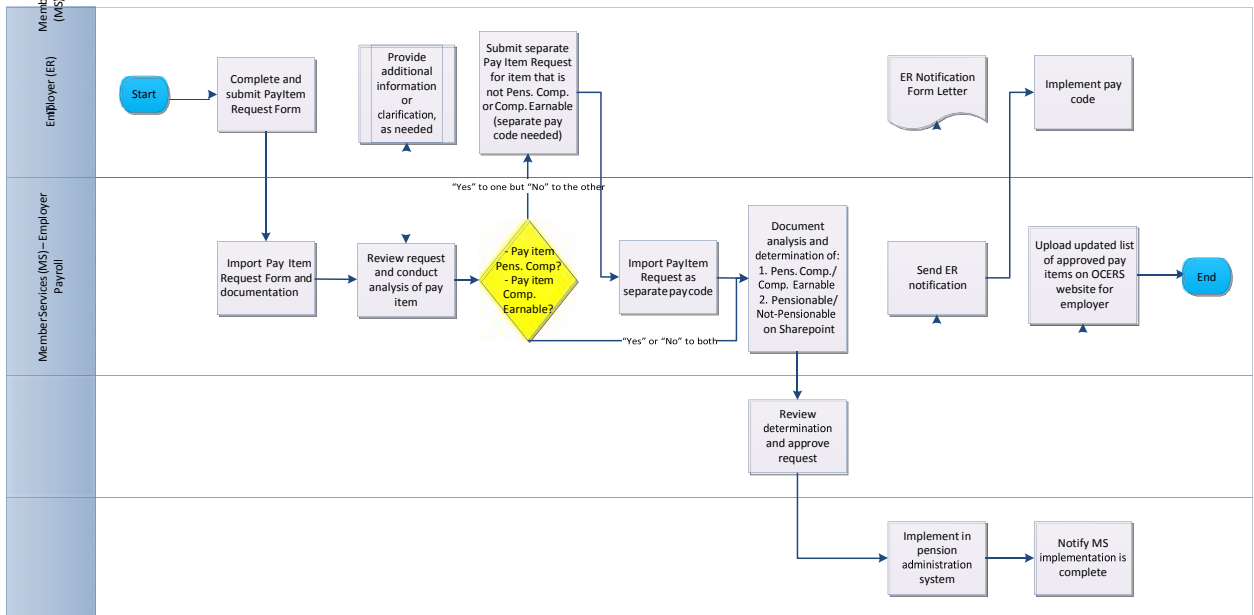 Memb
(MS)
Employer (ER)
Start
Complete and
submit PayItem
Request Form
Provide
additional
information
or
clarification,
as needed
Submit separate
Pay Item Request
for item that is
not Pens. Comp.
or Comp. Earnable
(separate pay
code needed)
ER Notification
Form Letter
Implement pay
code
"Yes" to one but "No" to the other
Member Services (MS) – Employer
Payroll
Import Pay Item
Request Form and
documentation
Review request
and conduct
analysis of pay
item
- Pay item
Pens. Comp?
- Pay item
Comp.
Earnable?
Import PayItem
Request as
separate pay code
"Yes" or "No" to both
Document
analysis and
determination of:
1. Pens. Comp./
Comp. Earnable
2. Pensionable/
Not-Pensionable
on Sharepoint
Send ER
notification
Upload updated list
of approved pay
items on OCERS
website for
employer
End
Review
determination
and approve
request
Implement in
pension
administration
system
Notify MS
implementation is
complete